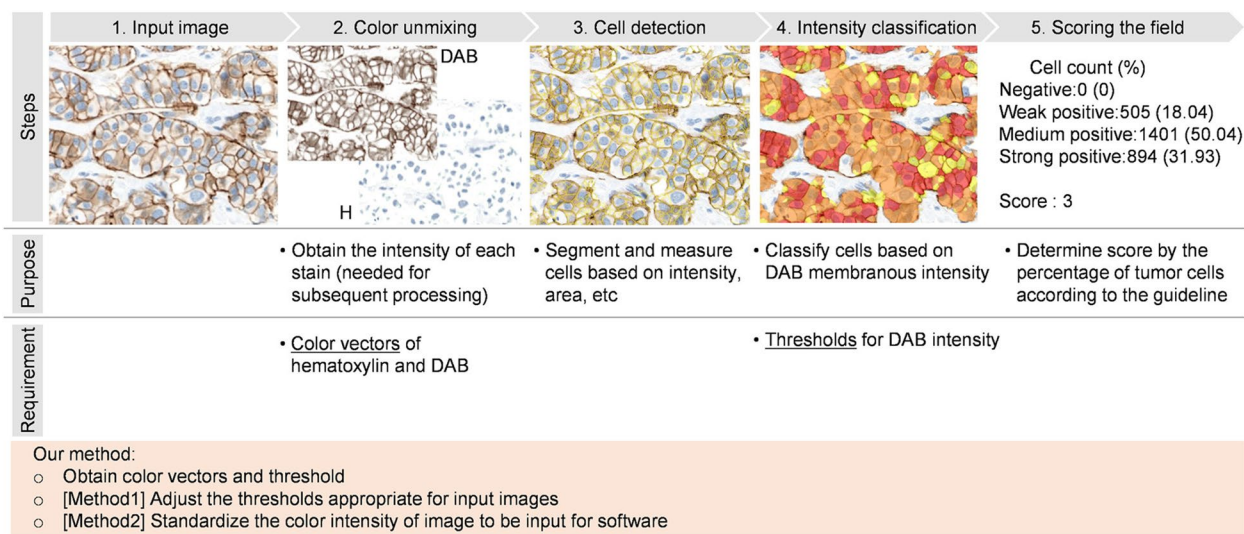 1. Input image
2. Color unmixing
3. Cell detection
4. Intensity classification
5. Scoring the field
Steps
DAB
H
Cell count (%)
Negative:0 (0)
Weak positive:505 (18.04)
Medium positive:1401 (50.04)
Strong positive:894 (31.93)
Score : 3
Purpose
• Obtain the intensity of each
stain (needed for
subsequent processing)
• Segment and measure
cells based on intensity,
area, etc
• Classify cells based on
DAB membranous intensity
• Determine score by the
percentage of tumor cells
according to the guideline
Requirement
• Color vectors of
hematoxylin and DAB
• Thresholds for DAB intensity
Our method:
o Obtain color vectors and threshold
o [Method1] Adjust the thresholds appropriate for input images
o [Method2] Standardize the color intensity of image to be input for software